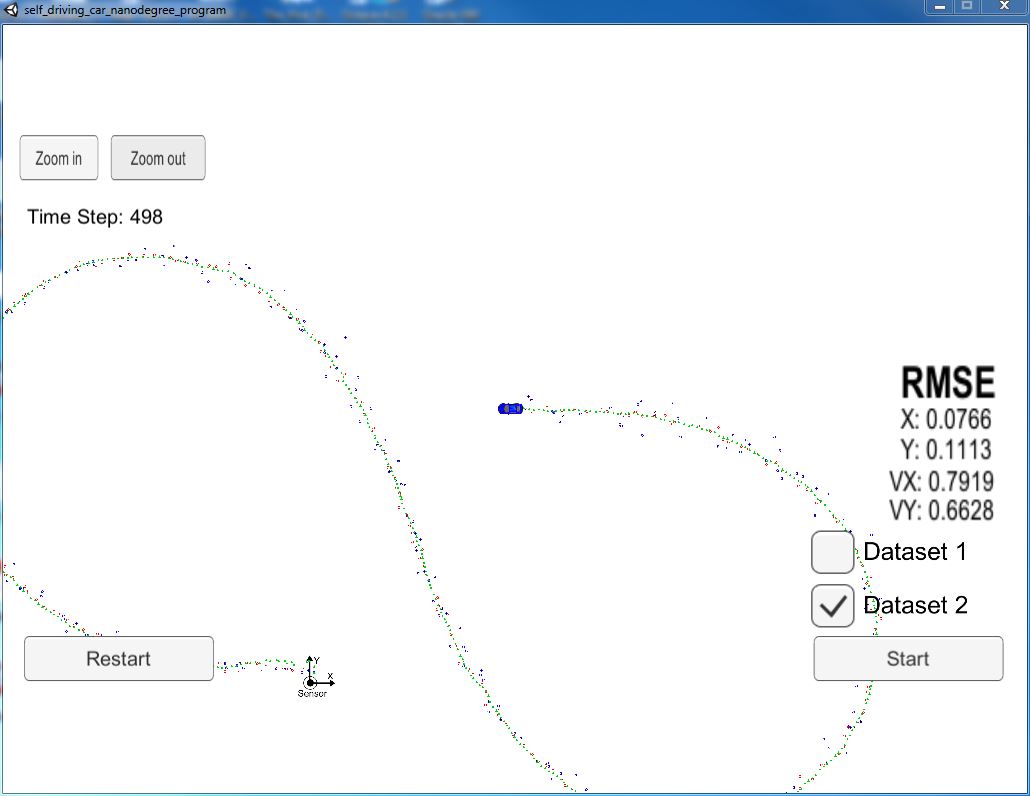 self_driving_car_nanodegree_program
Zoom in
Zoom out
Time Step: 498
RMSE
X: 0.0766
Y: 0.1113
VX: 0.7919
VY: 0.6628
Dataset 1
Dataset 2
Restart
Start
Y
X
Sensor